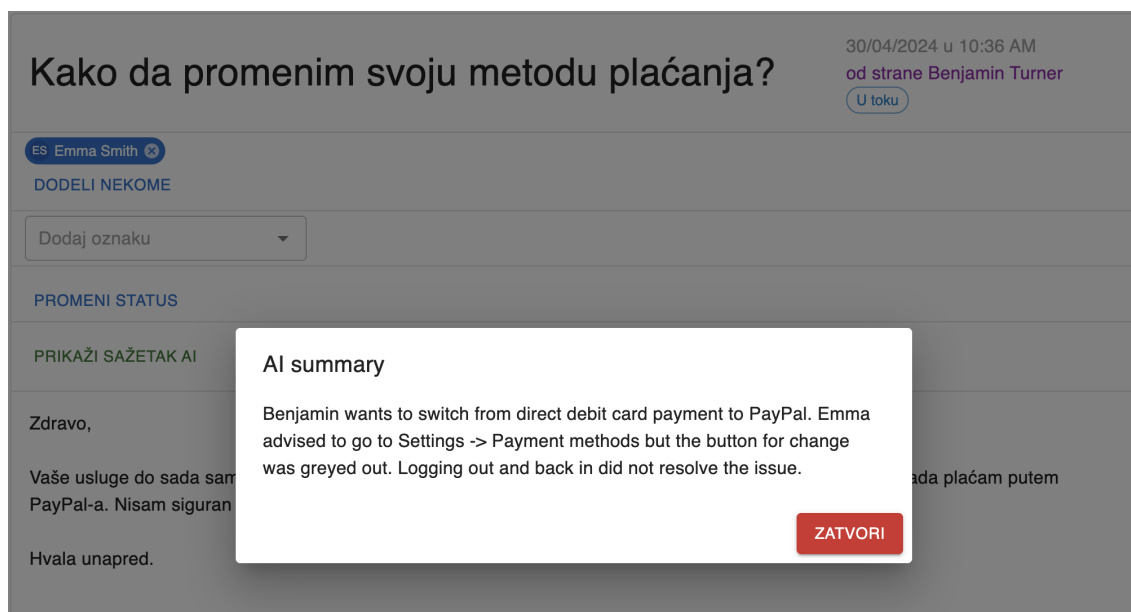 Kako da promenim svoju metodu plaćanja?
30/04/2024 u 10:36 AM
od strane Benjamin Turner
U toku
ES Emma Smith
DODELI NEKOME
Dodaj oznaku
PROMENI STATUS
PRIKAŽI SAŽETAK AI
AI summary
Benjamin wants to switch from direct debit card payment to PayPal. Emma
advised to go to Settings -> Payment methods but the button for change
was greyed out. Logging out and back in did not resolve the issue.
ZATVORI
Zdravo,
Vaše usluge do sada sam ada plaćam putem
PayPal-a. Nisam siguran
Hvala unapred.